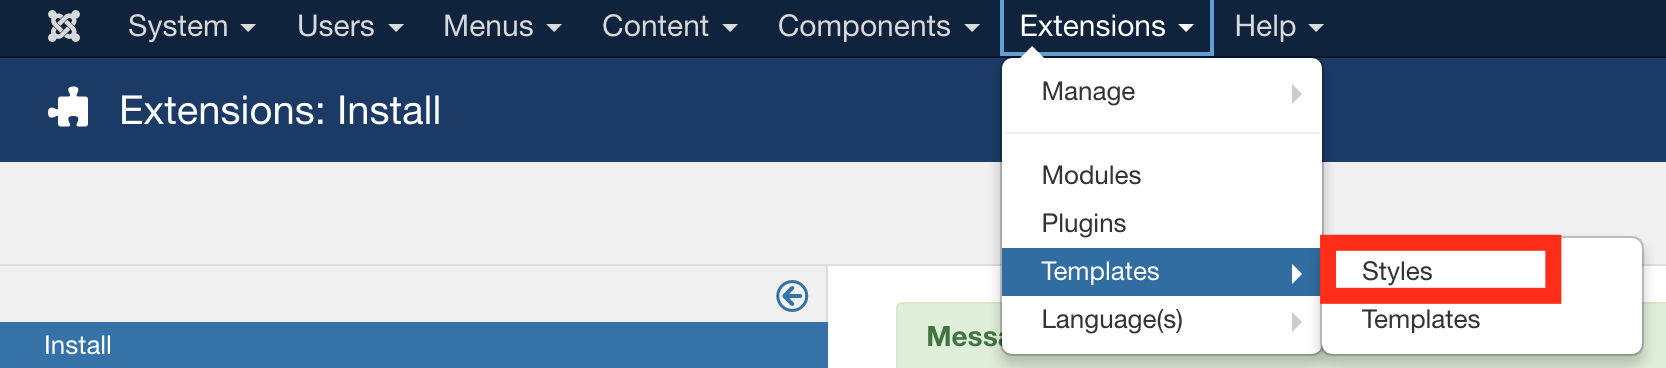 System Users Menus Content Components Extensions Help
Extensions: Install
Manage
Modules
Plugins
Templates
Language(s)
Styles
Templates
Install